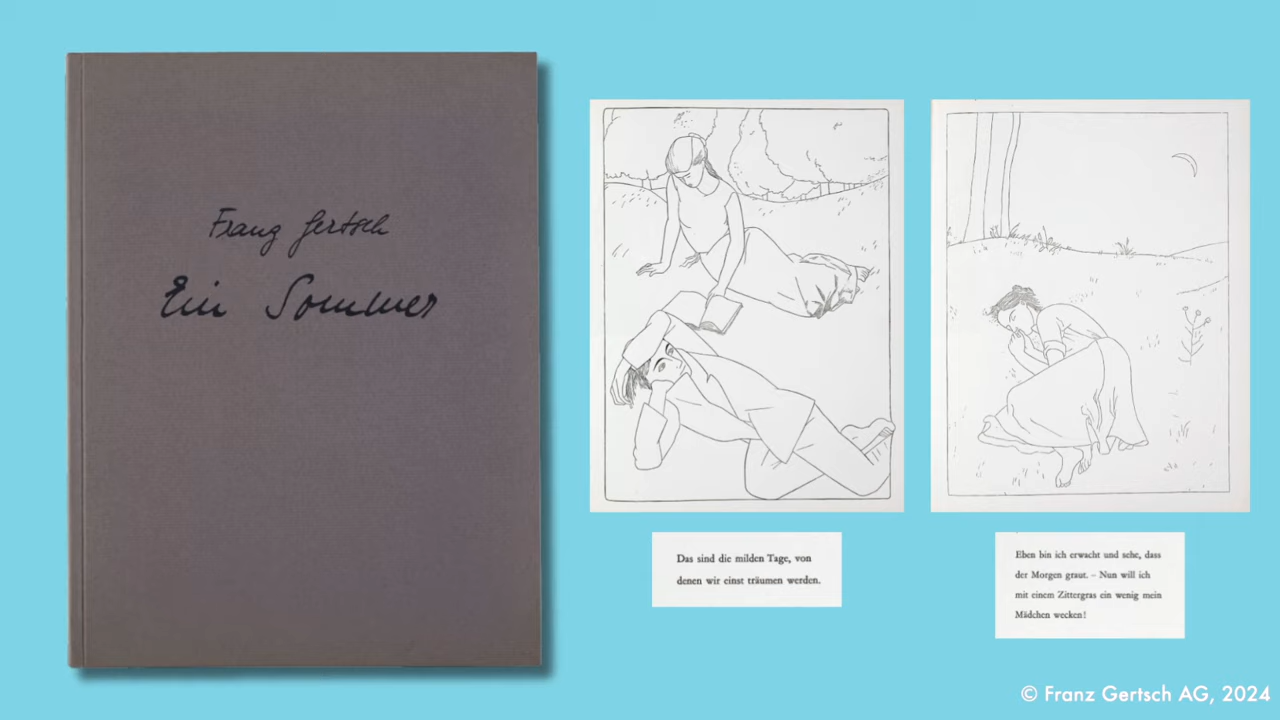 Franz Gertsch
Ein Sommer
Das sind die milden Tage, von
denen wir einst träumen werden.
Eben bin ich erwacht und sehe, dass
der Morgen graut. – Nun will ich
mit einem Zittergras ein wenig mein
Mädchen wecken!
© Franz Gertsch AG, 2024